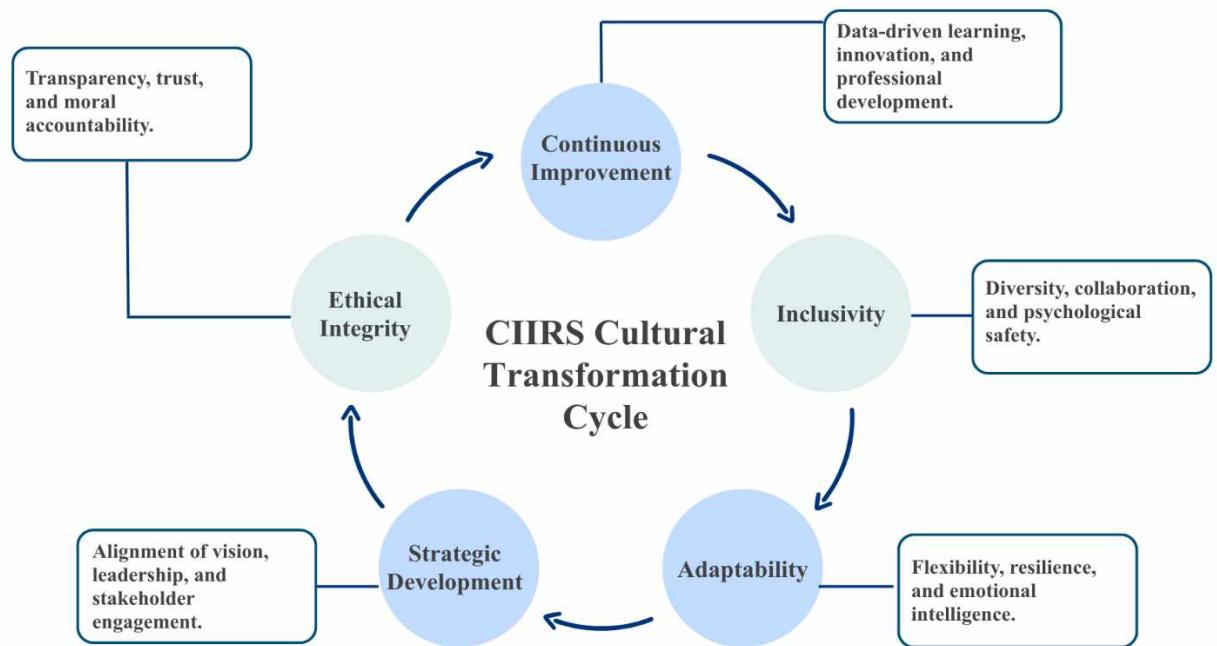 Data-driven learning,
innovation, and
professional
development.
Transparency, trust,
and moral
accountability.
Continuous
Improvement
Ethical
Integrity
CIIRS Cultural
Transformation
Cycle
Inclusivity
Diversity, collaboration,
and psychological
safety.
Alignment of vision,
leadership, and
stakeholder
engagement.
Strategic
Development
Adaptability
Flexibility, resilience,
and emotional
intelligence.